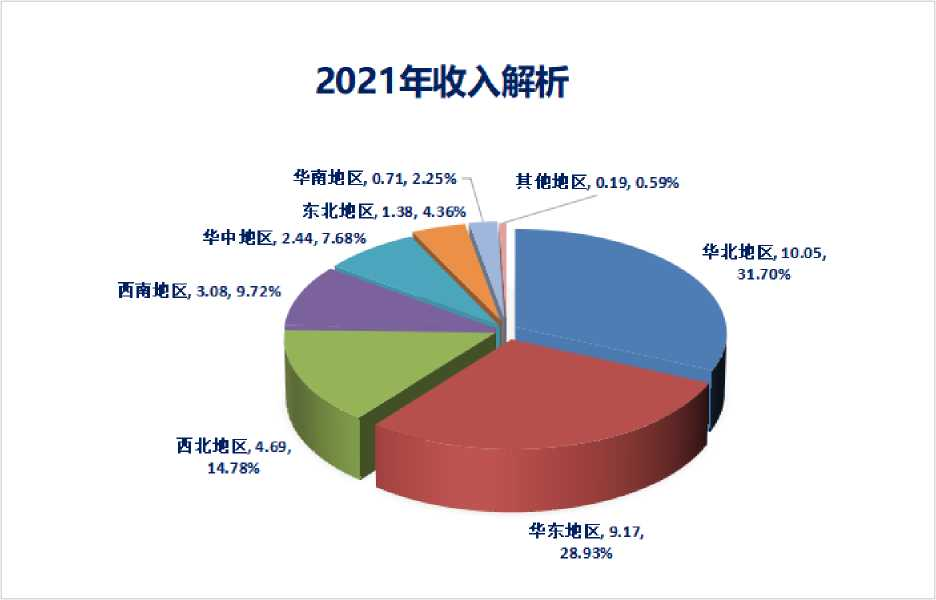 2021年收入解析
华南地区, 0.71, 2.25%
其他地区, 0.19, 0.59%
东北地区, 1.38, 4.36%
华中地区, 2.44, 7.68%
华北地区, 10.05,
31.70%
西南地区, 3.08, 9.72%
西北地区, 4.69,
14.78%
华东地区, 9.17,
28.93%